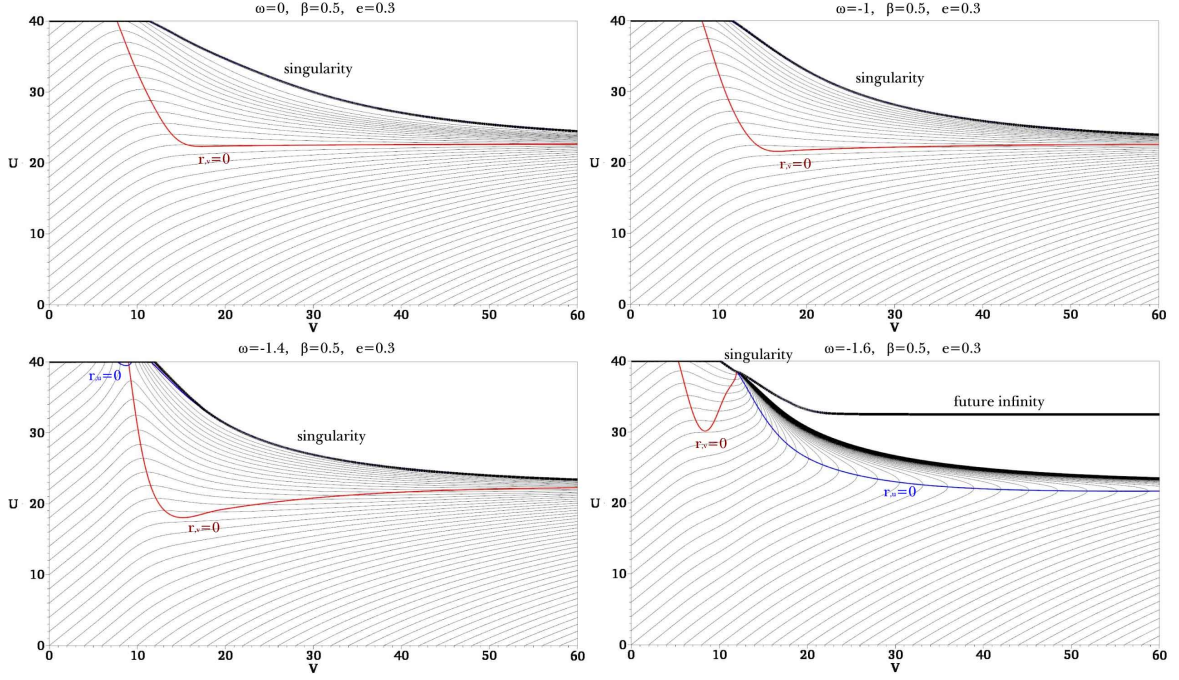 ω=0, β=0.5, e=0.3
40
30
20
10
0
U
singularity
r,ᵥ=0
0 10 20 30 40 50 60
V
ω=-1, β=0.5, e=0.3
40
30
20
10
0
U
singularity
r,ᵥ=0
0 10 20 30 40 50 60
V
ω=-1.4, β=0.5, e=0.3
40
30
20
10
0
U
r,ᵤ=0
singularity
r,ᵥ=0
0 10 20 30 40 50 60
V
ω=-1.6, β=0.5, e=0.3
40
30
20
10
0
U
singularity
future infinity
r,ᵥ=0
r,ᵤ=0
0 10 20 30 40 50 60
V